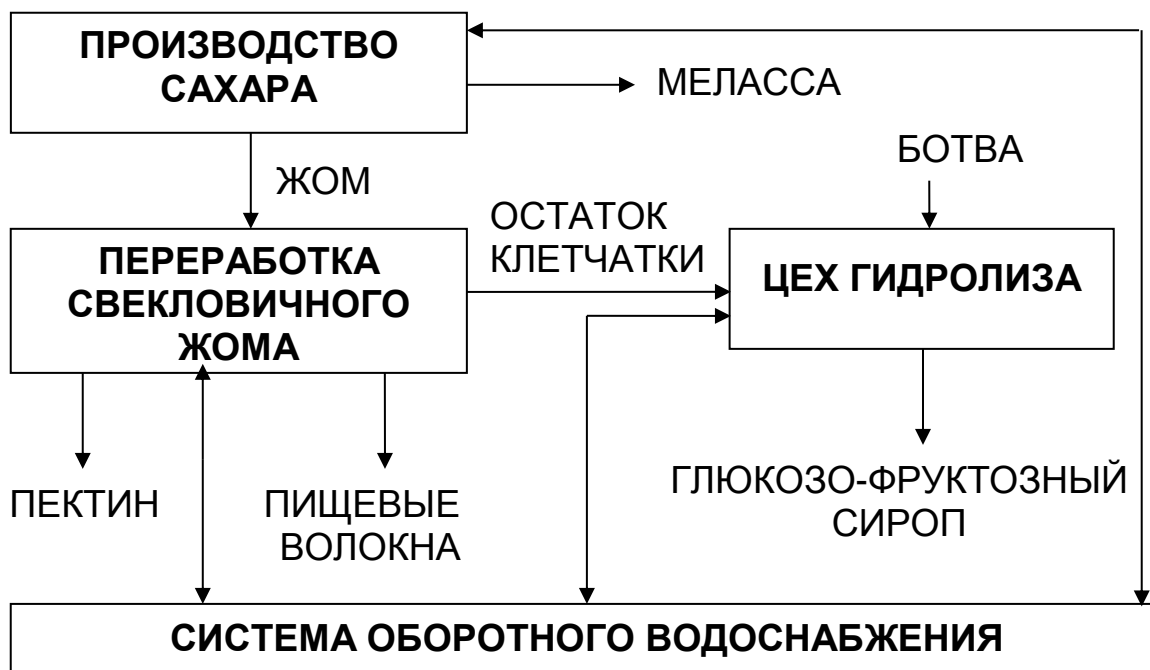 ПРОИЗВОДСТВО
САХАРА
МЕЛАССА
БОТВА
ЖОМ
ОСТАТОК
КЛЕТЧАТКИ
ПЕРЕРАБОТКА
СВЕКЛОВИЧНОГО
ЖОМА
ЦЕХ ГИДРОЛИЗА
ПЕКТИН
ПИЩЕВЫЕ
ВОЛОКНА
ГЛЮКОЗО-ФРУКТОЗНЫЙ
СИРОП
СИСТЕМА ОБОРОТНОГО ВОДОСНАБЖЕНИЯ